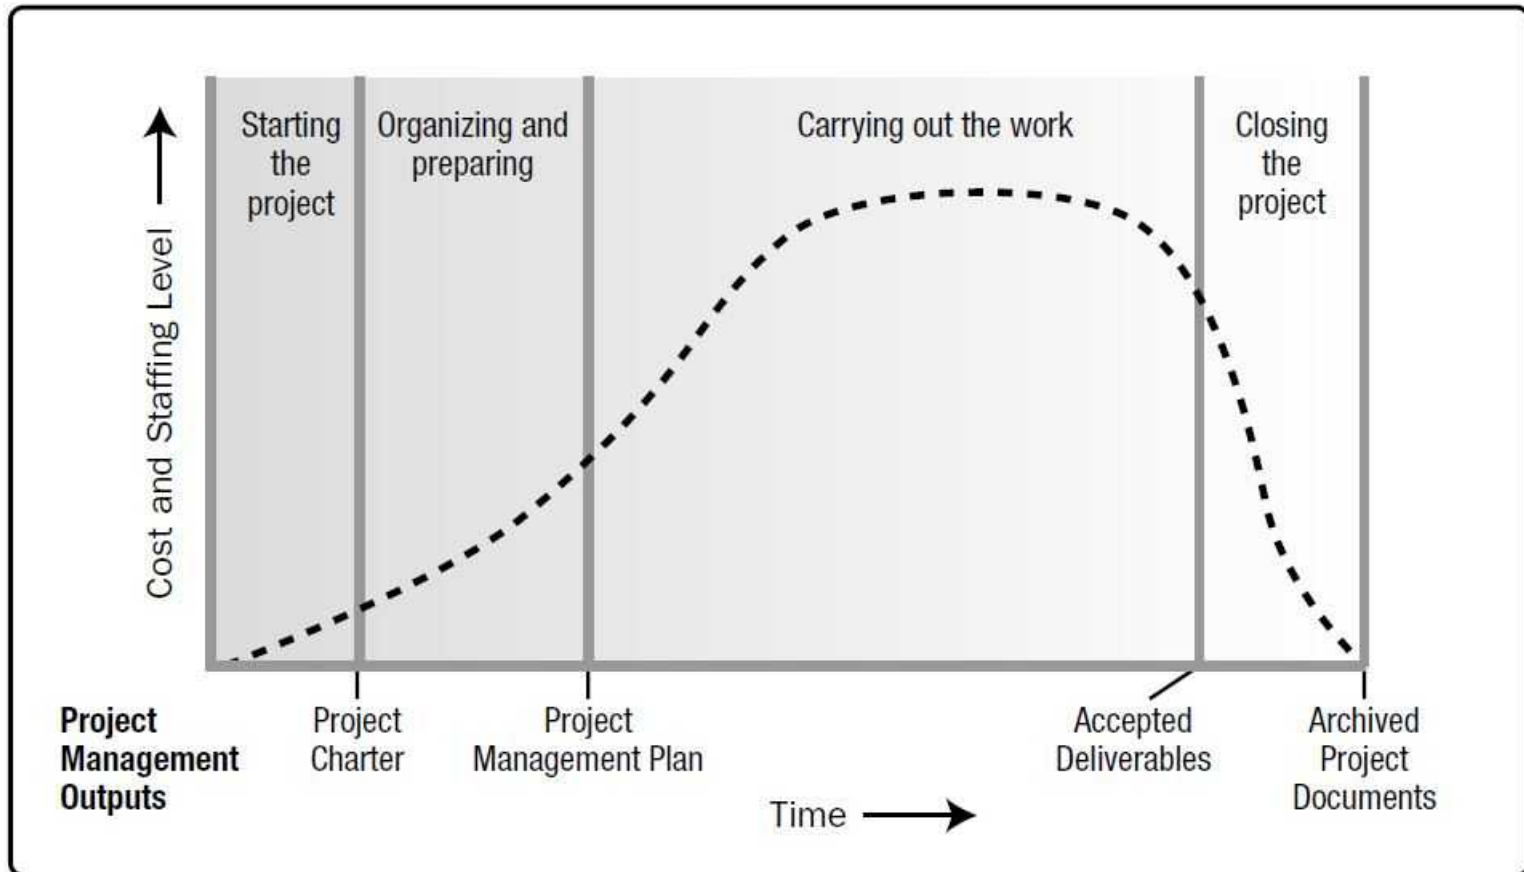 Starting
the
project
Organizing and
preparing
Carrying out the work
Closing
the
project
Cost and Staffing Level
Project
Management
Outputs
Project
Charter
Project
Management Plan
Accepted
Deliverables
Archived
Project
Documents
Time